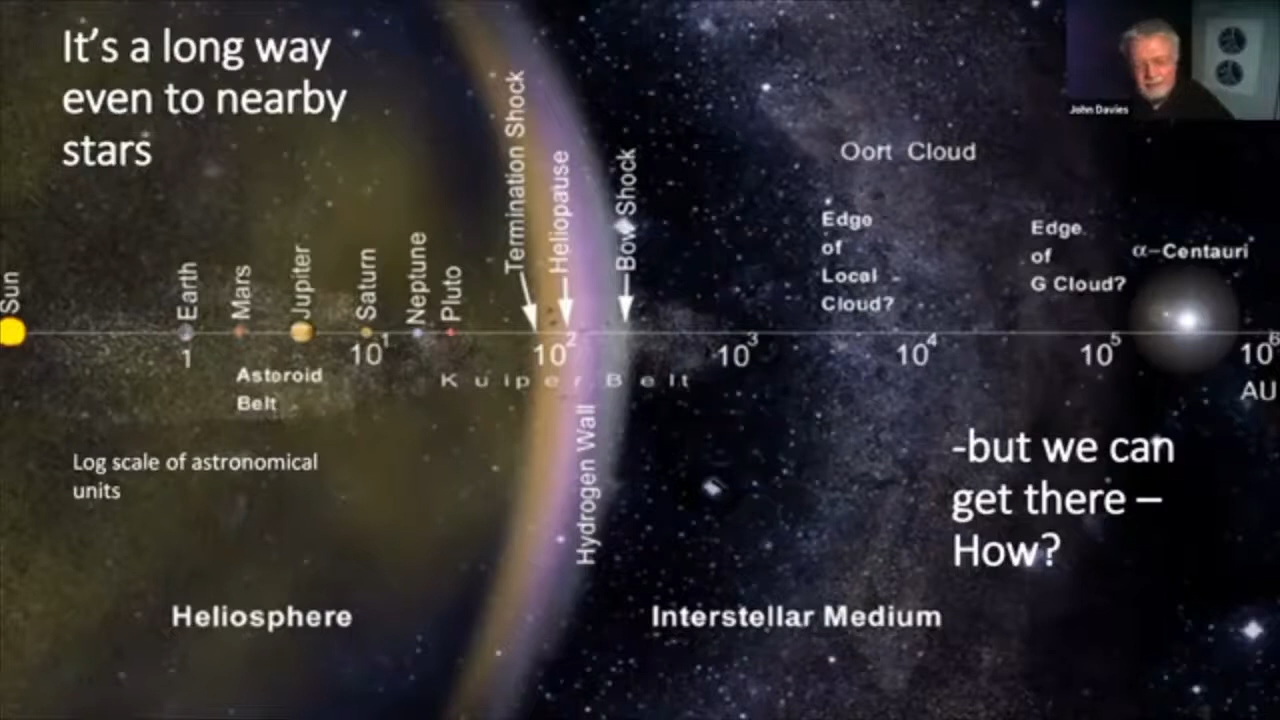 It's a long way
even to nearby
stars
John Davies
Oort Cloud
Termination Shock
Heliopause
Bow Shock
Edge
of
Local
Cloud?
Edge
of
G Cloud?
α-Centauri
Sun
Earth
Mars
Jupiter
Saturn
Neptune
Pluto
1
10¹
10²
10³
10⁴
10⁵
10⁶
AU
Asteroid
Belt
Kuiper Belt
Hydrogen Wall
Log scale of astronomical
units
-but we can
get there –
How?
Heliosphere
Interstellar Medium